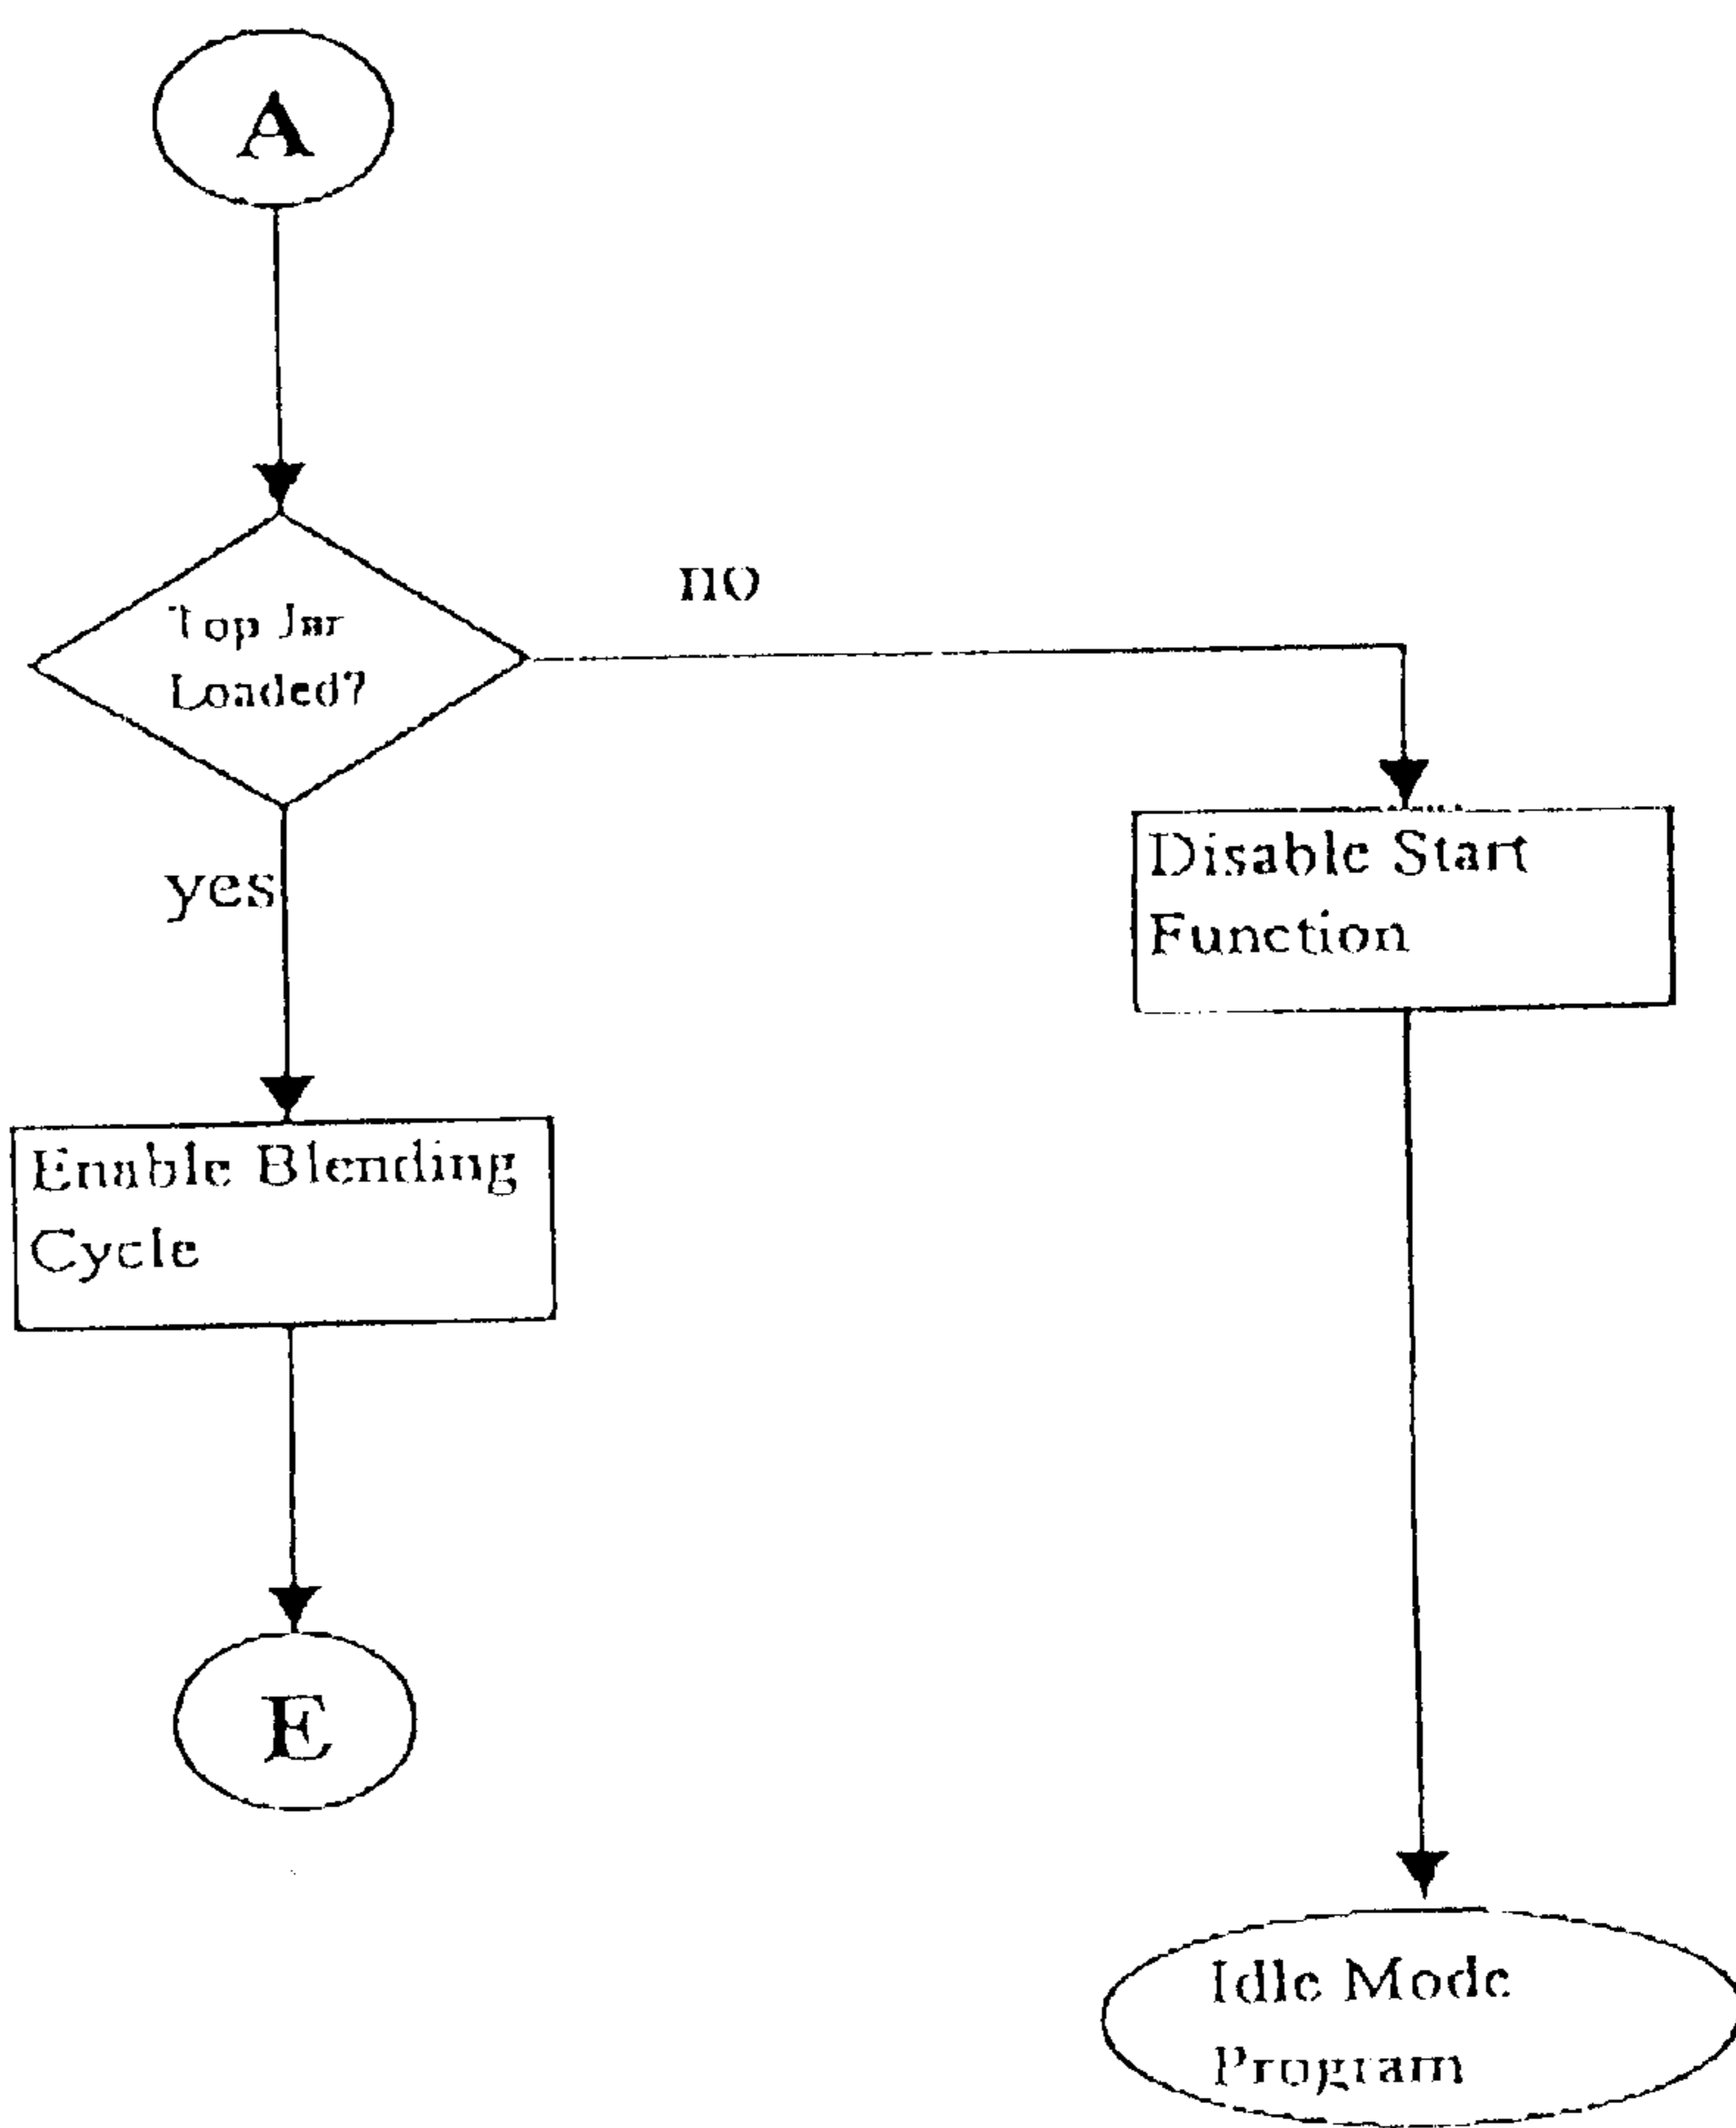 A
Top Jar
Loaded?
no
yes
Disable Start
Function
Enable Blending
Cycle
E
Idle Mode
Program